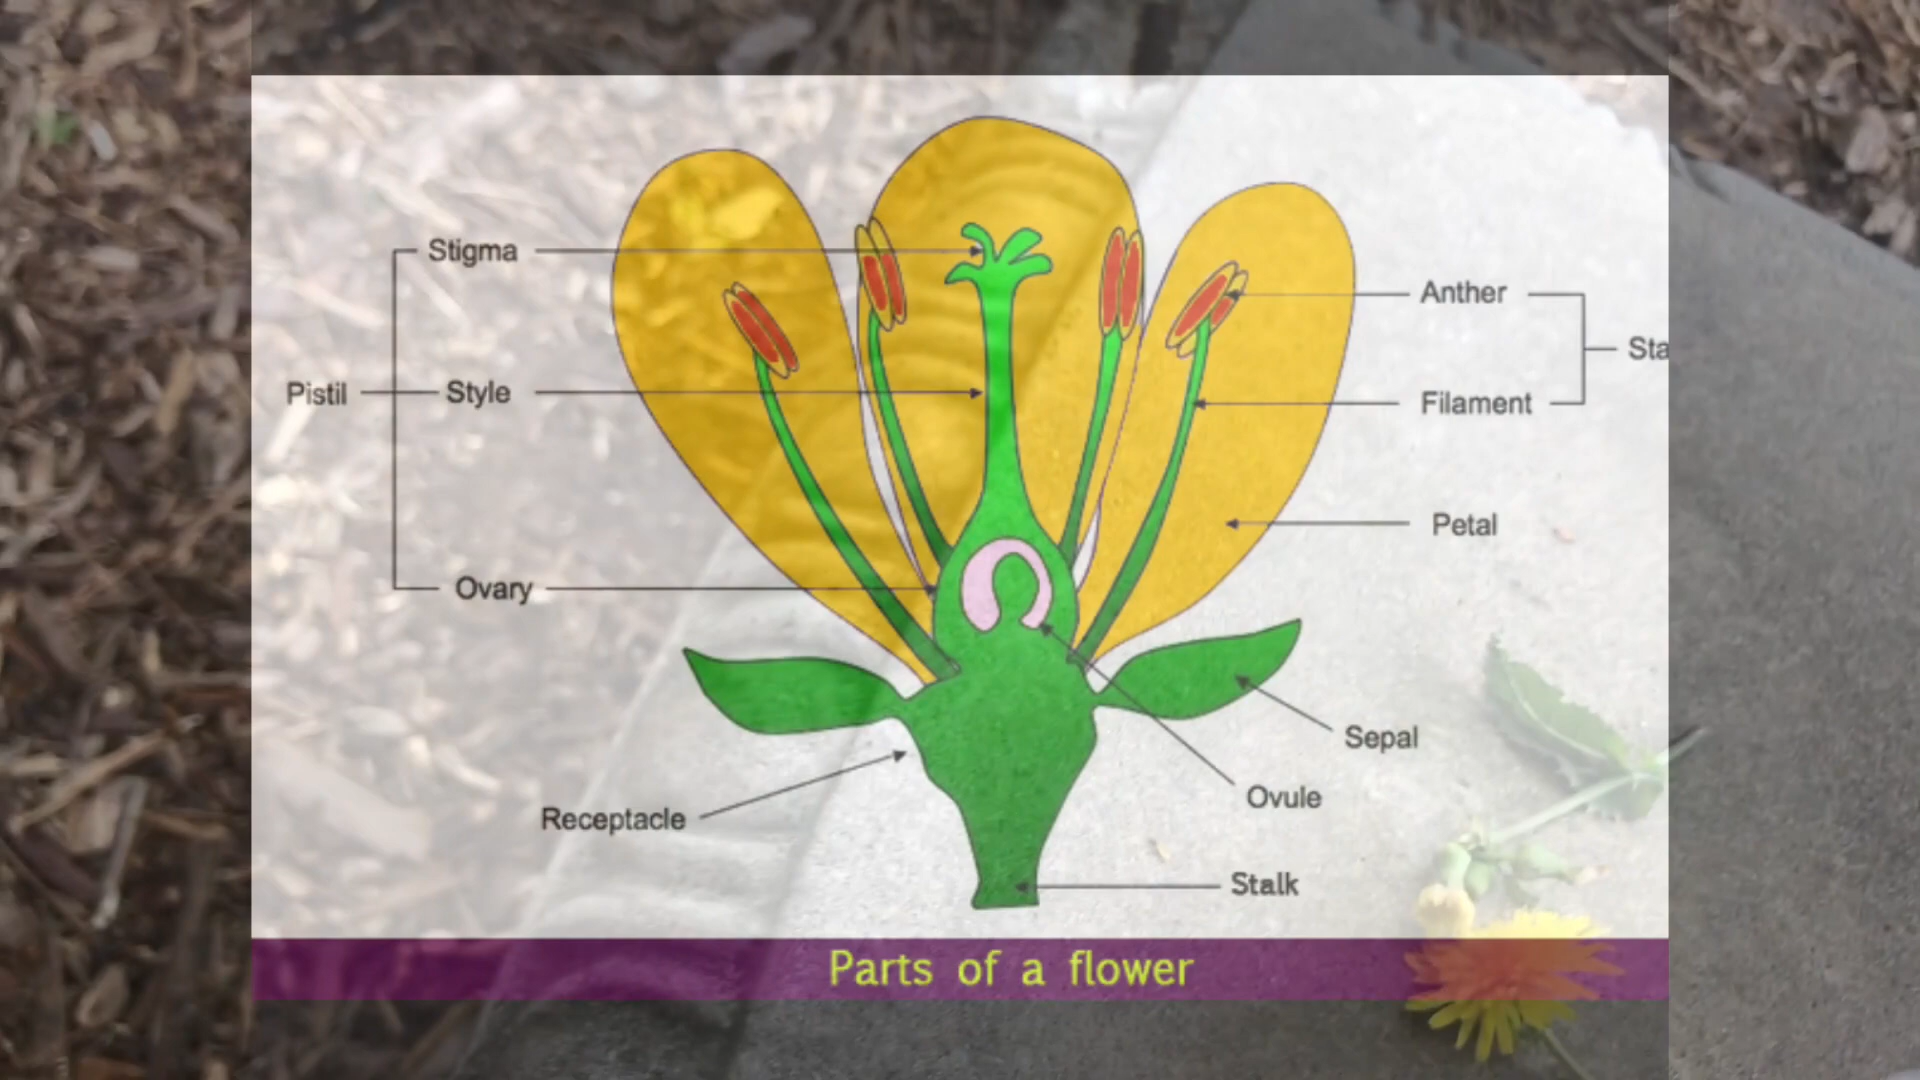 Stigma
Anther
Sta
Pistil
Style
Filament
Petal
Ovary
Sepal
Ovule
Receptacle
Stalk
Parts of a flower